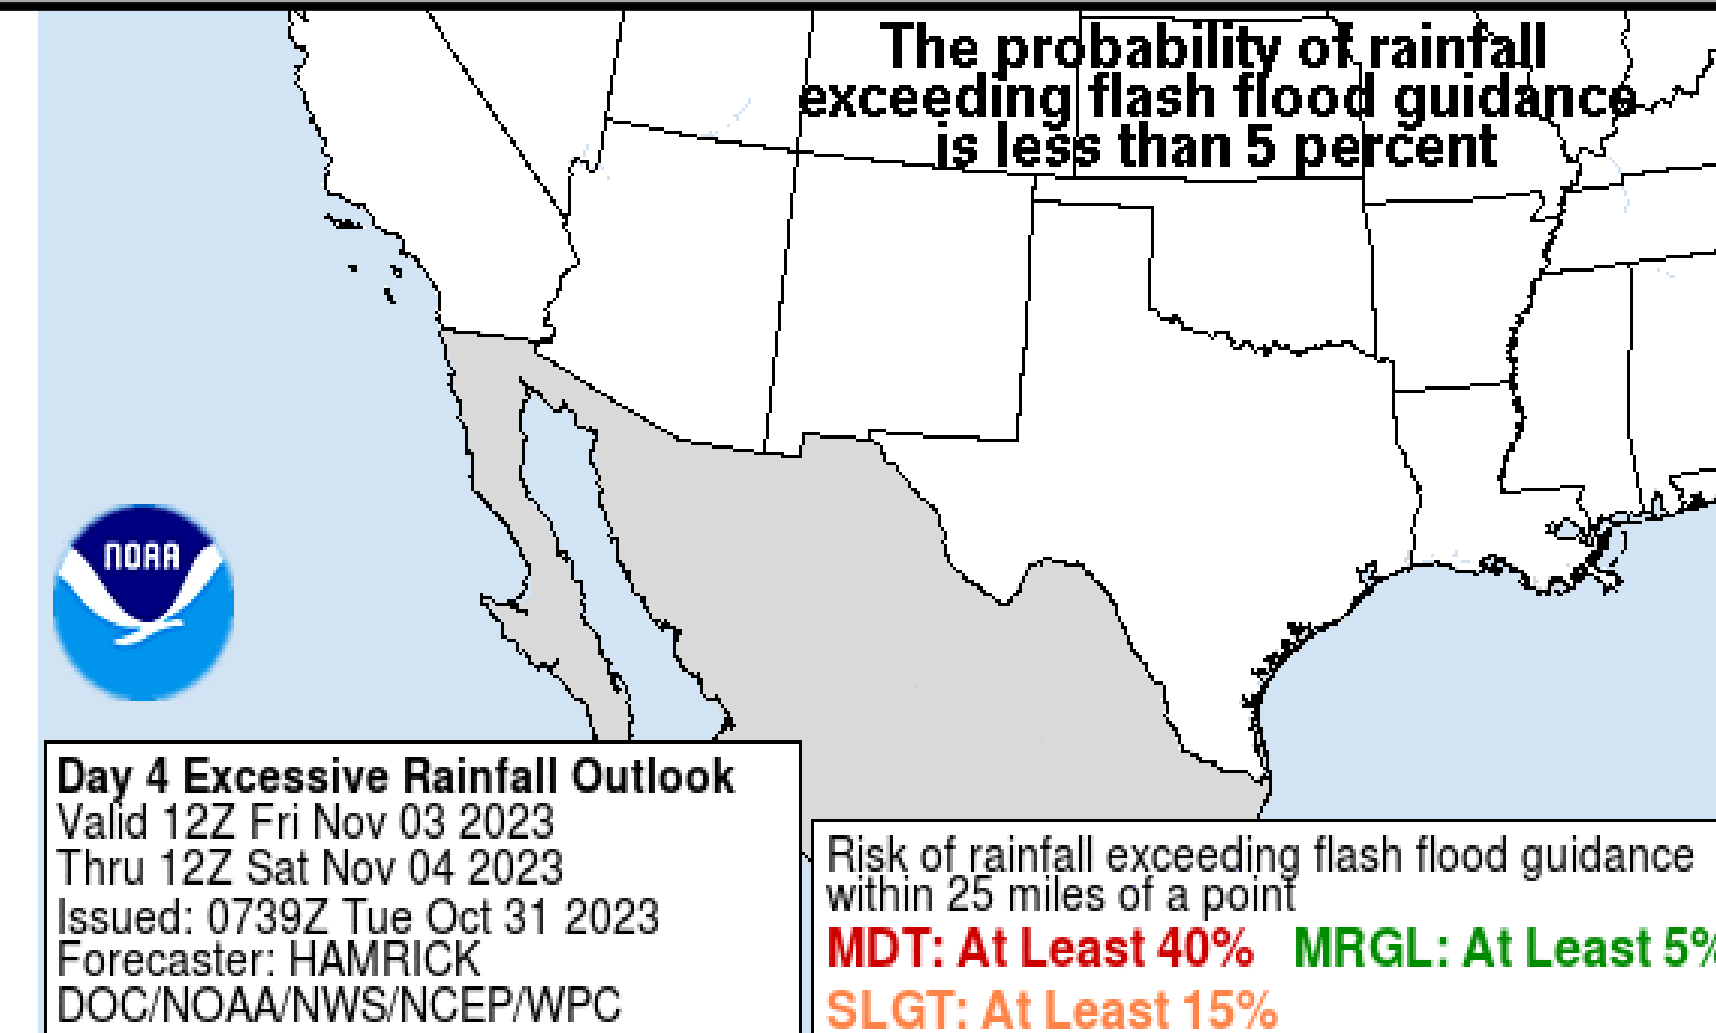 The probability of rainfall
exceeding flash flood guidance
is less than 5 percent
NOAA
Day 4 Excessive Rainfall Outlook
Valid 12Z Fri Nov 03 2023
Thru 12Z Sat Nov 04 2023
Issued: 0739Z Tue Oct 31 2023
Forecaster: HAMRICK
DOC/NOAA/NWS/NCEP/WPC
Risk of rainfall exceeding flash flood guidance
within 25 miles of a point
MDT: At Least 40% MRGL: At Least 5%
SLGT: At Least 15%